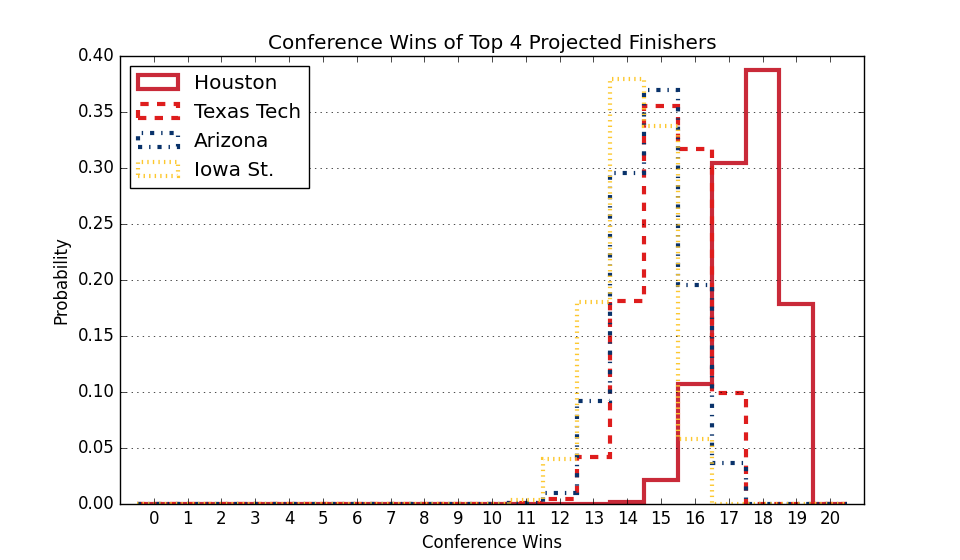 Conference Wins of Top 4 Projected Finishers
Houston
Texas Tech
Arizona
Iowa St.
0.40
0.35
0.30
0.25
0.20
0.15
0.10
0.05
0.00
Probability
0 1 2 3 4 5 6 7 8 9 10 11 12 13 14 15 16 17 18 19 20
Conference Wins